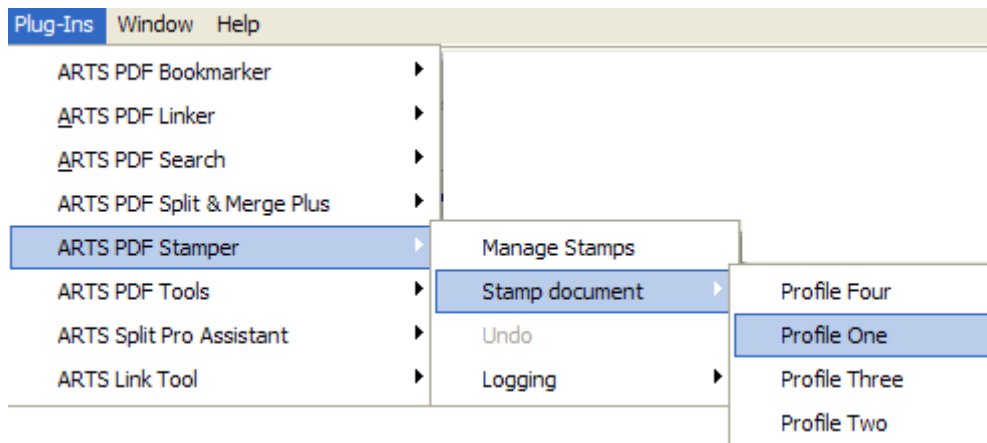 Plug-Ins Window Help
ARTS PDF Bookmarker
ARTS PDF Linker
ARTS PDF Search
ARTS PDF Split & Merge Plus
ARTS PDF Stamper
ARTS PDF Tools
ARTS Split Pro Assistant
ARTS Link Tool
Manage Stamps
Stamp document
Undo
Logging
Profile Four
Profile One
Profile Three
Profile Two